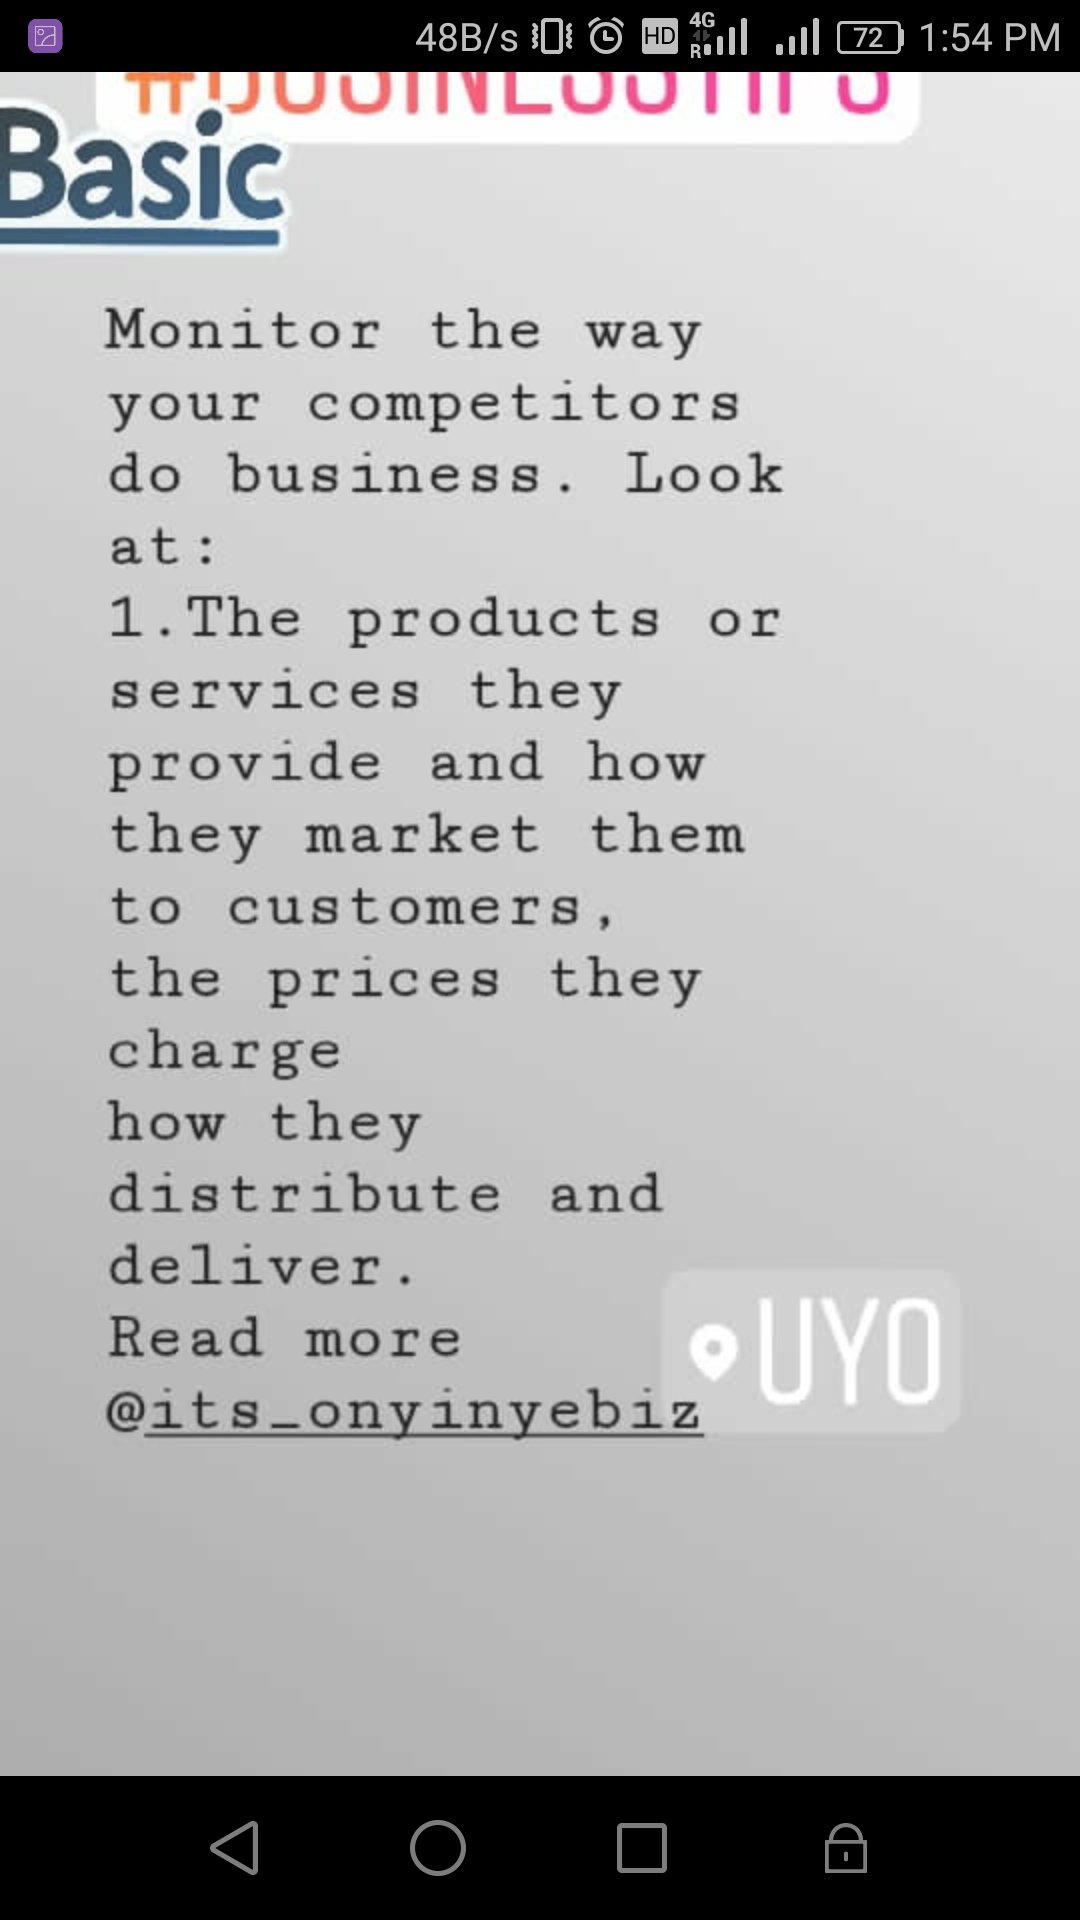 48B/s HD 4G R 72 1:54 PM
#BUSINESSTIPS
Basic
Monitor the way
your competitors
do business. Look
at:
1.The products or
services they
provide and how
they market them
to customers,
the prices they
charge
how they
distribute and
deliver.
Read more
@its_onyinyebiz
UYO